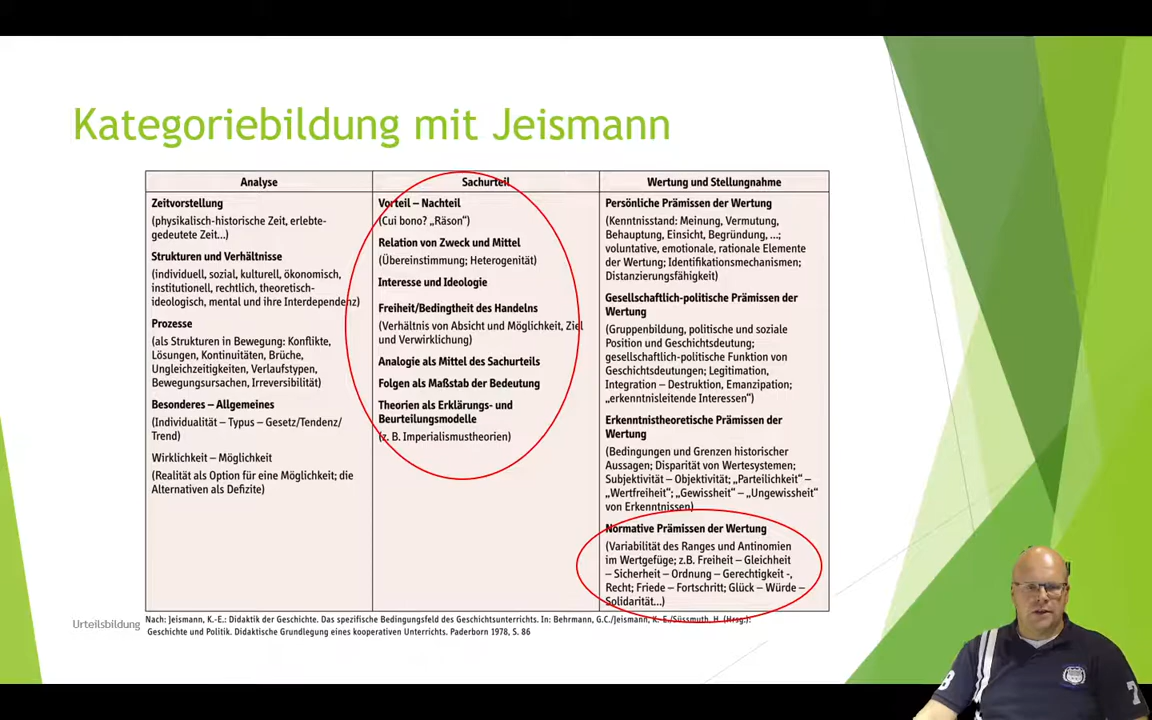 Kategoriebildung mit Jeismann
Analyse
Zeitvorstellung
(physikalisch-historische Zeit, erlebte-
gedeutete Zeit...)
Strukturen und Verhältnisse
(individuell, sozial, kulturell, ökonomisch,
institutionell, rechtlich, theoretisch-
ideologisch, mental und ihre Interdependenz)
Prozesse
(als Strukturen in Bewegung: Konflikte,
Lösungen, Kontinuitäten, Brüche,
Ungleichzeitigkeiten, Verlaufstypen,
Bewegungsursachen, Irreversibilität)
Besonderes – Allgemeines
(Individualität – Typus – Gesetz/Tendenz/
Trend)
Wirklichkeit – Möglichkeit
(Realität als Option für eine Möglichkeit; die
Alternativen als Defizite)
Sachurteil
Vorteil – Nachteil
(Cui bono? „Räson“)
Relation von Zweck und Mittel
(Übereinstimmung; Heterogenität)
Interesse und Ideologie
Freiheit/Bedingtheit des Handelns
(Verhältnis von Absicht und Möglichkeit, Ziel
und Verwirklichung)
Analogie als Mittel des Sachurteils
Folgen als Maßstab der Bedeutung
Theorien als Erklärungs- und
Beurteilungsmodelle
(z. B. Imperialismustheorien)
Wertung und Stellungnahme
Persönliche Prämissen der Wertung
(Kenntnisstand: Meinung, Vermutung,
Behauptung, Einsicht, Begründung, ...;
voluntative, emotionale, rationale Elemente
der Wertung; Identifikationsmechanismen;
Distanzierungsfähigkeit)
Gesellschaftlich-politische Prämissen der
Wertung
(Gruppenbildung, politische und soziale
Position und Geschichtsdeutung;
gesellschaftlich-politische Funktion von
Geschichtsdeutungen; Legitimation,
Integration – Destruktion, Emanzipation;
„erkenntnisleitende Interessen“)
Erkenntnistheoretische Prämissen der
Wertung
(Bedingungen und Grenzen historischer
Aussagen; Disparität von Wertesystemen;
Subjektivität – Objektivität; „Parteilichkeit“ –
„Wertfreiheit“; „Gewissheit“ – „Ungewissheit“
von Erkenntnissen)
Normative Prämissen der Wertung
(Variabilität des Ranges und Antinomien
im Wertgefüge; z.B. Freiheit – Gleichheit
– Sicherheit – Ordnung – Gerechtigkeit -,
Recht; Friede – Fortschritt; Glück – Würde –
Solidarität...)
Urteilsbildung
Nach: Jeismann, K.-E.: Didaktik der Geschichte. Das spezifische Bedingungsfeld des Geschichtsunterrichts. In: Behrmann, G.C./Jeismann, K.-E./Süssmuth, H. (Hrsg.):
Geschichte und Politik. Didaktische Grundlegung eines kooperativen Unterrichts. Paderborn 1978, S. 86
8
7